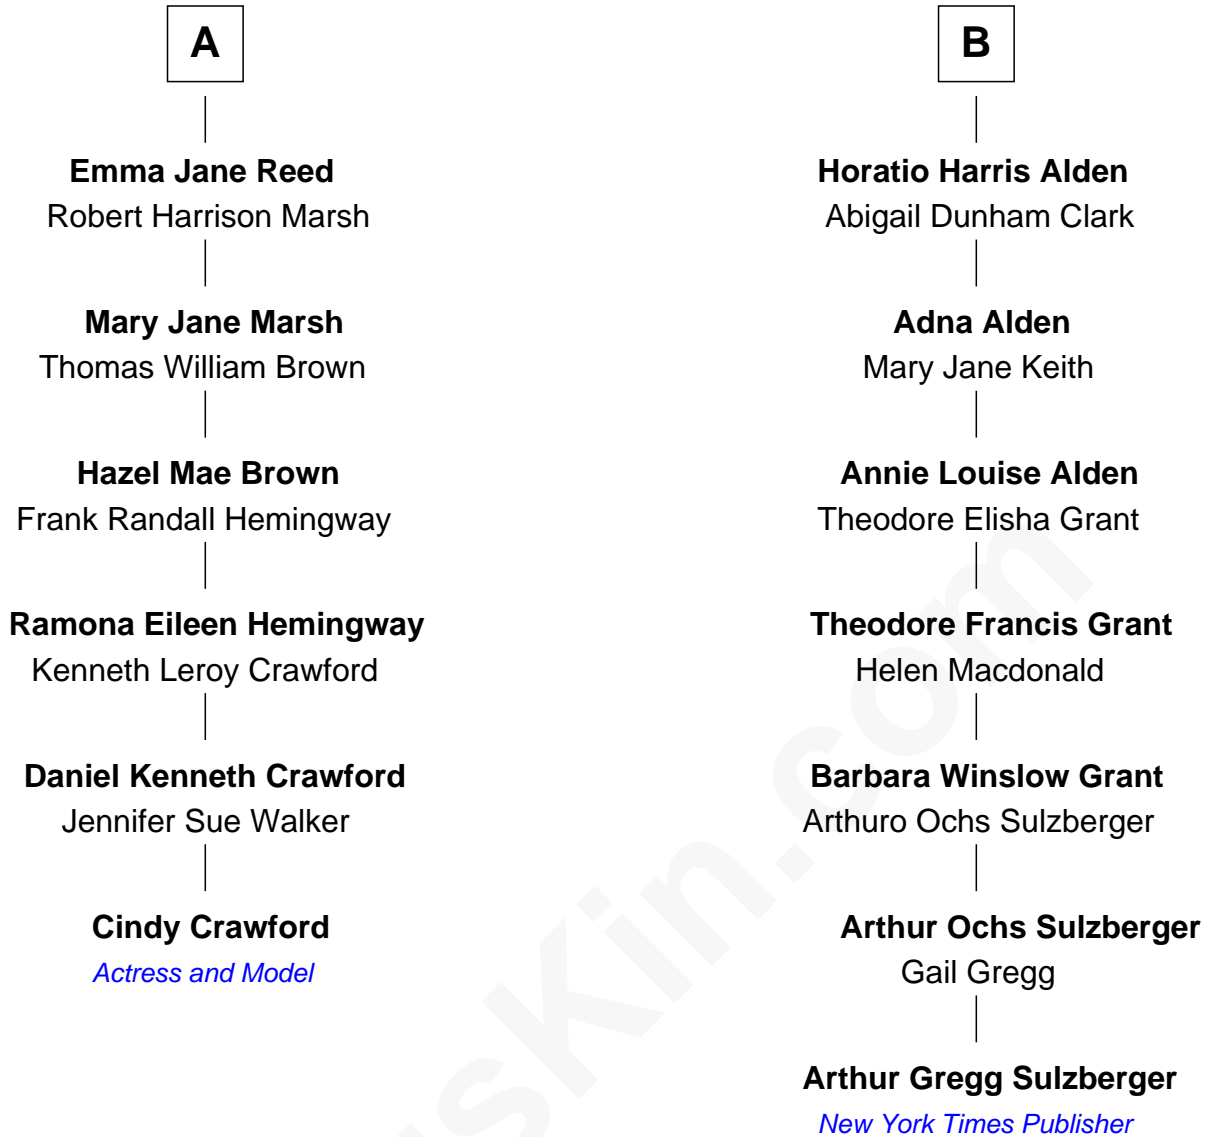 A
Emma Jane Reed
Robert Harrison Marsh
Mary Jane Marsh
Thomas William Brown
Hazel Mae Brown
Frank Randall Hemingway
Ramona Eileen Hemingway
Kenneth Leroy Crawford
Daniel Kenneth Crawford
Jennifer Sue Walker
Cindy Crawford
Actress and Model
B
Horatio Harris Alden
Abigail Dunham Clark
Adna Alden
Mary Jane Keith
Annie Louise Alden
Theodore Elisha Grant
Theodore Francis Grant
Helen Macdonald
Barbara Winslow Grant
Arthuro Ochs Sulzberger
Arthur Ochs Sulzberger
Gail Gregg
Arthur Gregg Sulzberger
New York Times Publisher
sKin.com